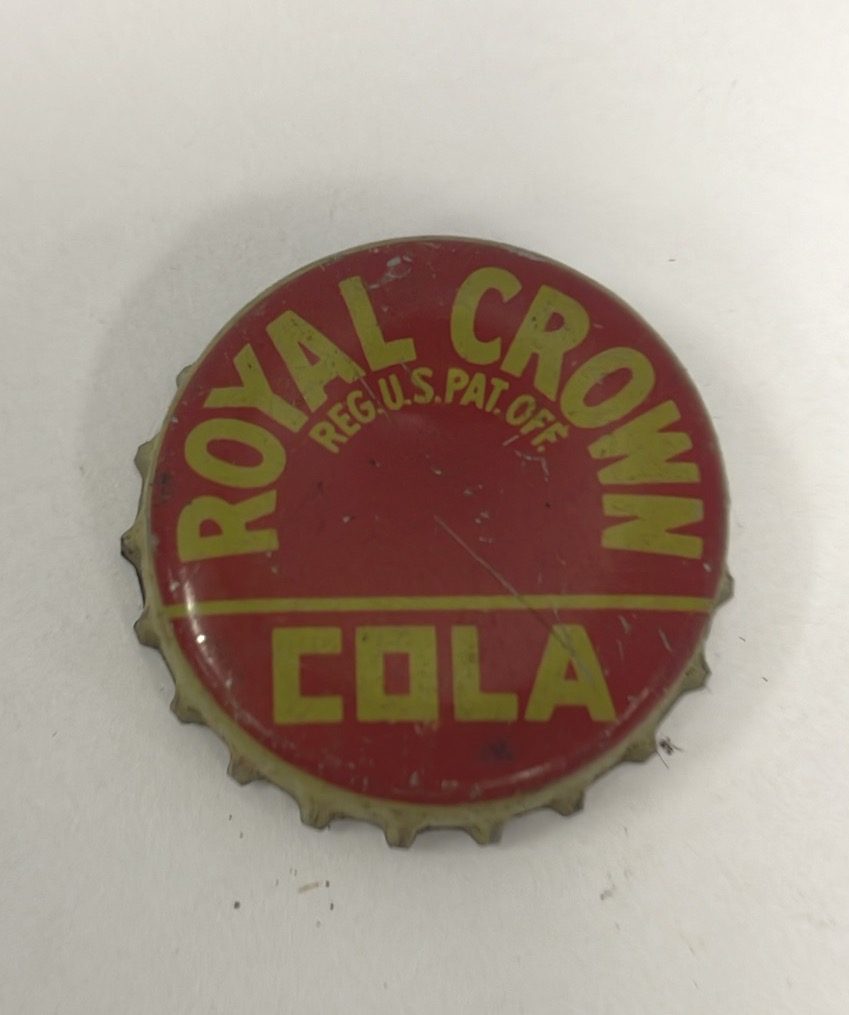 ROYAL CROWN
REG. U.S. PAT. OFF.
COLA